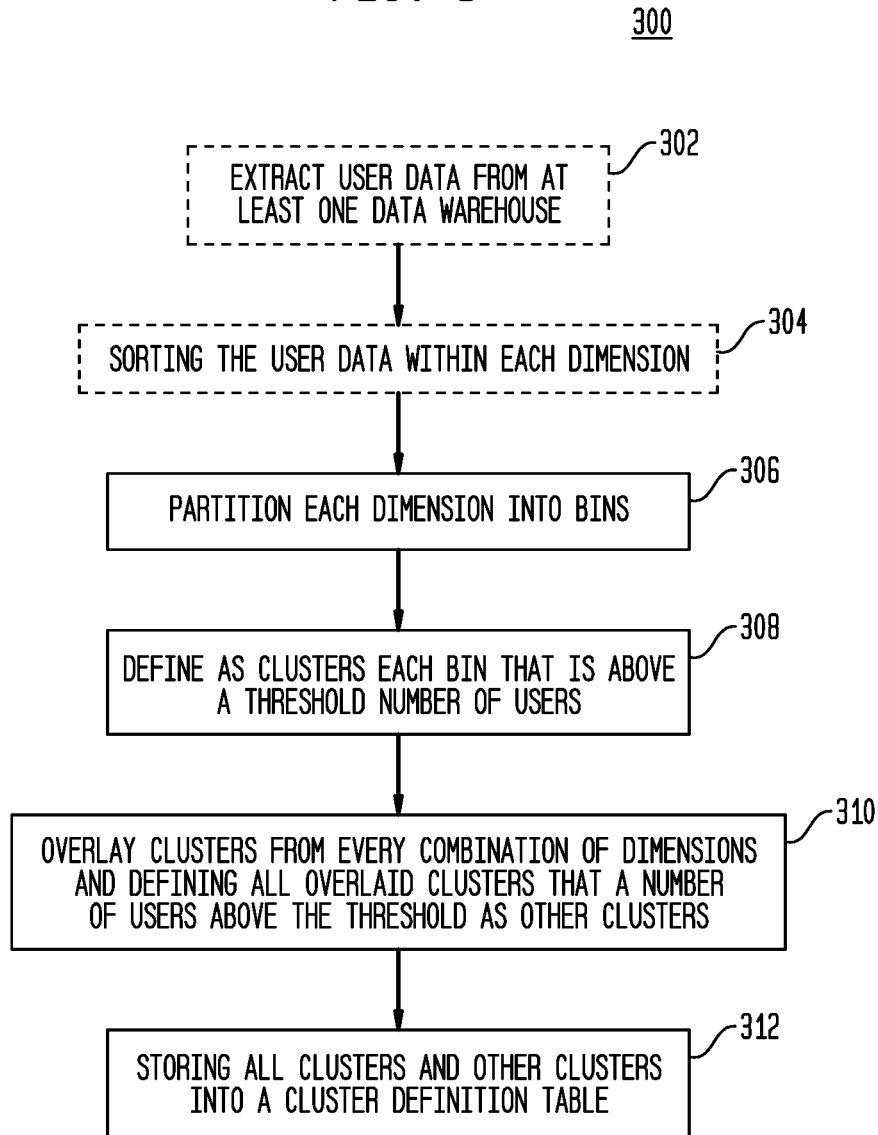 300
302
EXTRACT USER DATA FROM AT
LEAST ONE DATA WAREHOUSE
304
SORTING THE USER DATA WITHIN EACH DIMENSION
306
PARTITION EACH DIMENSION INTO BINS
308
DEFINE AS CLUSTERS EACH BIN THAT IS ABOVE
A THRESHOLD NUMBER OF USERS
310
OVERLAY CLUSTERS FROM EVERY COMBINATION OF DIMENSIONS
AND DEFINING ALL OVERLAID CLUSTERS THAT A NUMBER
OF USERS ABOVE THE THRESHOLD AS OTHER CLUSTERS
312
STORING ALL CLUSTERS AND OTHER CLUSTERS
INTO A CLUSTER DEFINITION TABLE